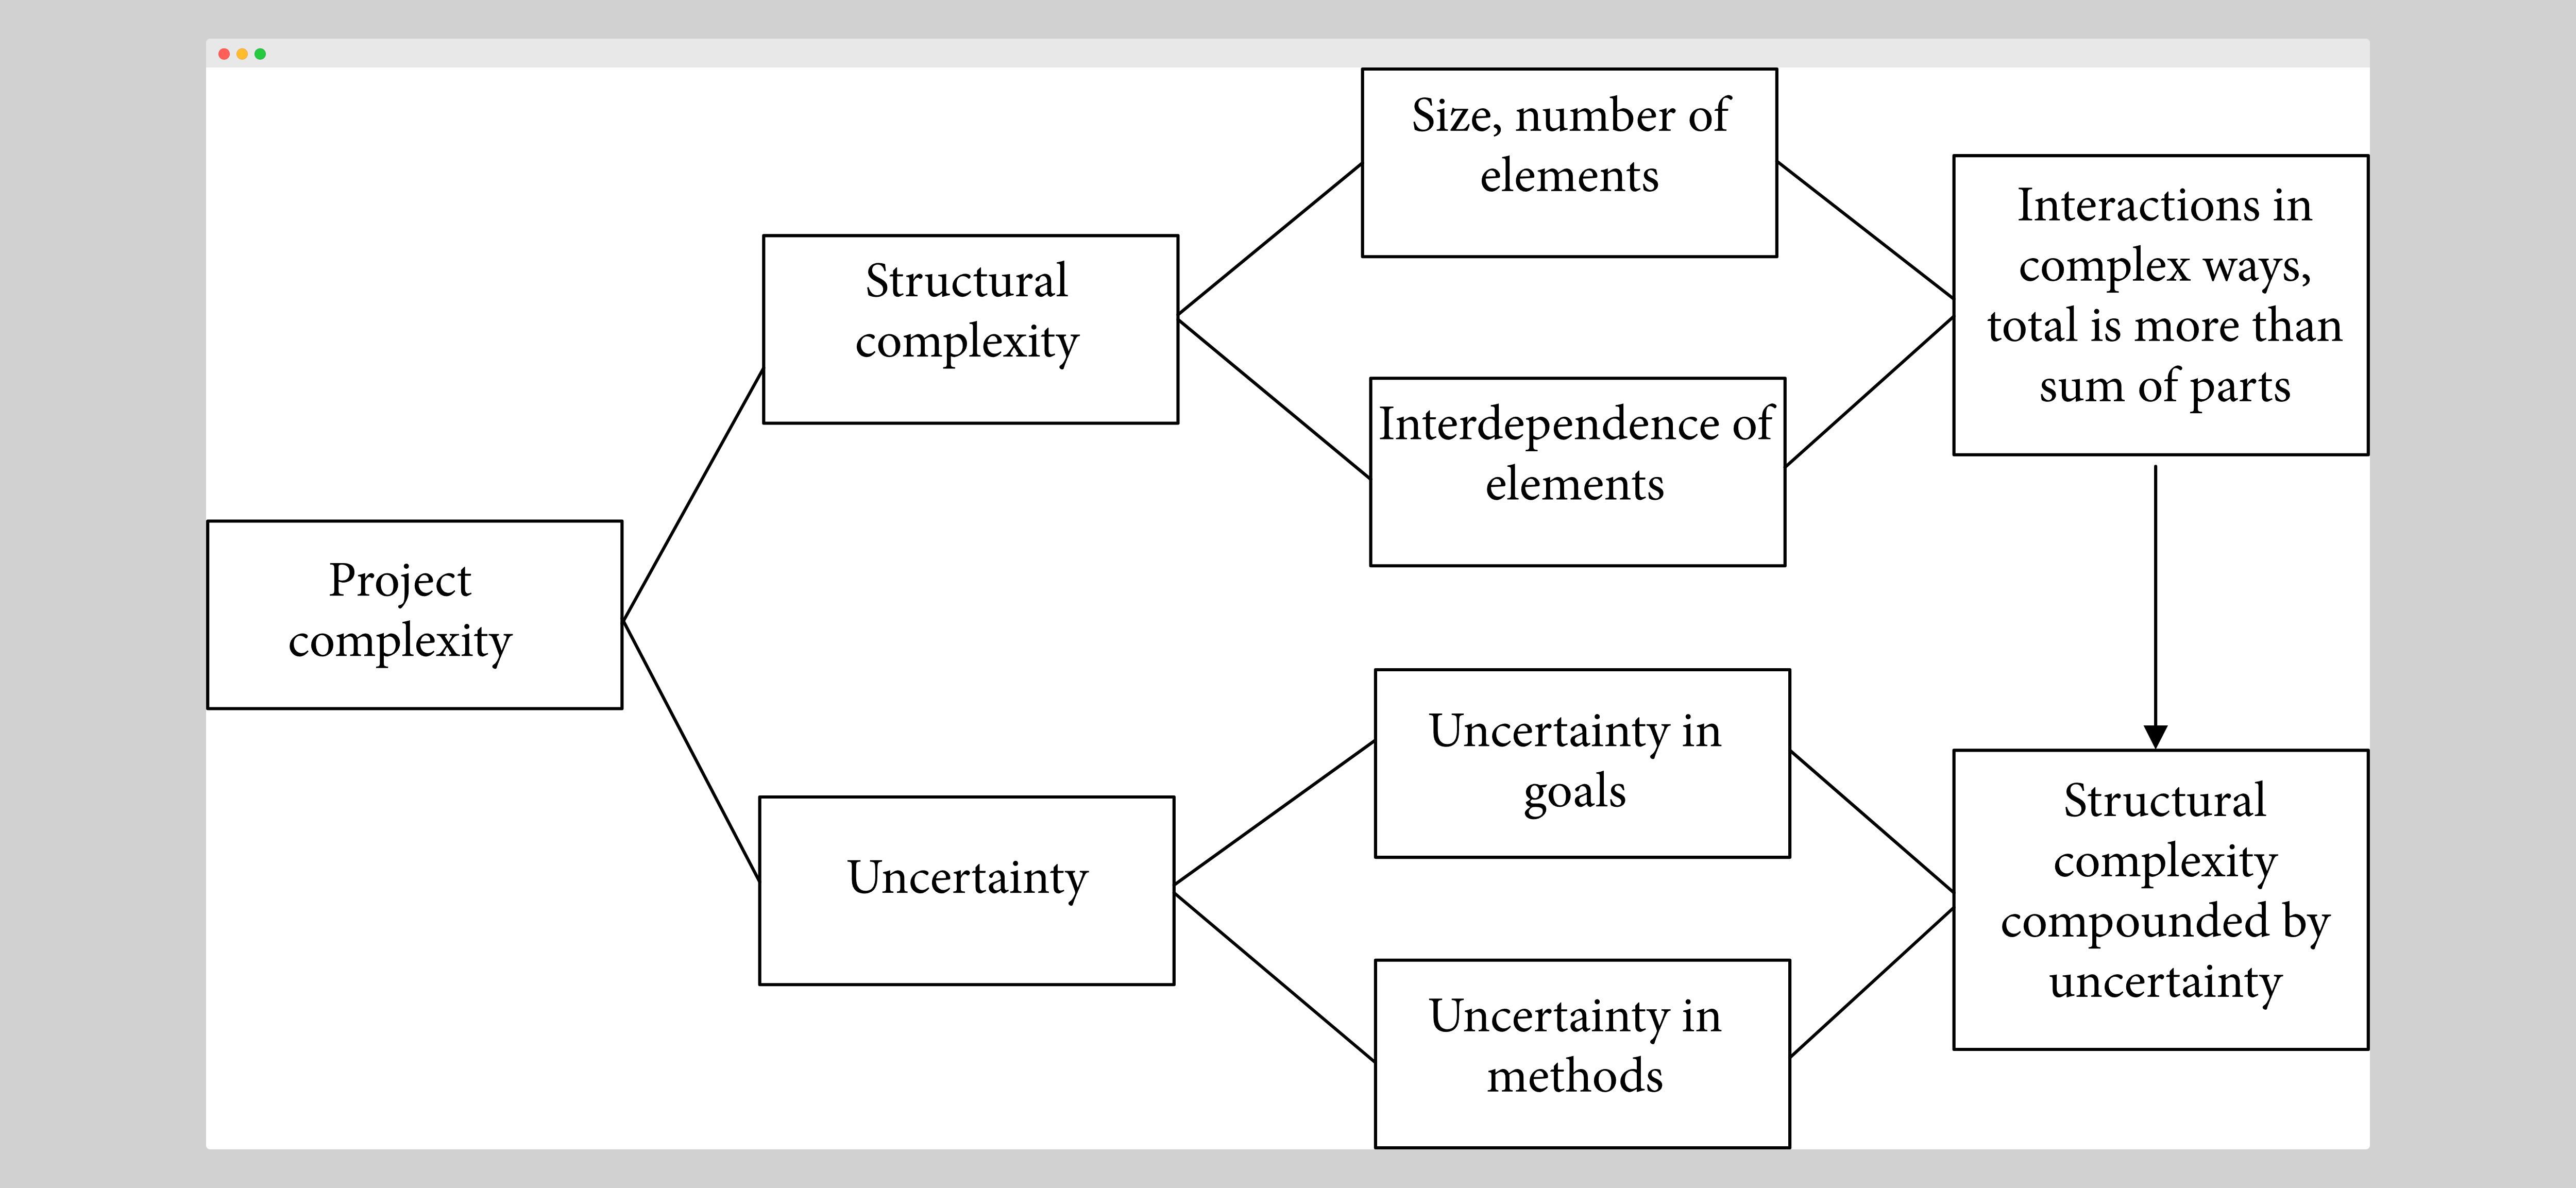 Size, number of
elements
Interactions in
complex ways,
total is more than
sum of parts
Structural
complexity
Interdependence of
elements
Project
complexity
Uncertainty in
goals
Structural
complexity
compounded by
uncertainty
Uncertainty
Uncertainty in
methods